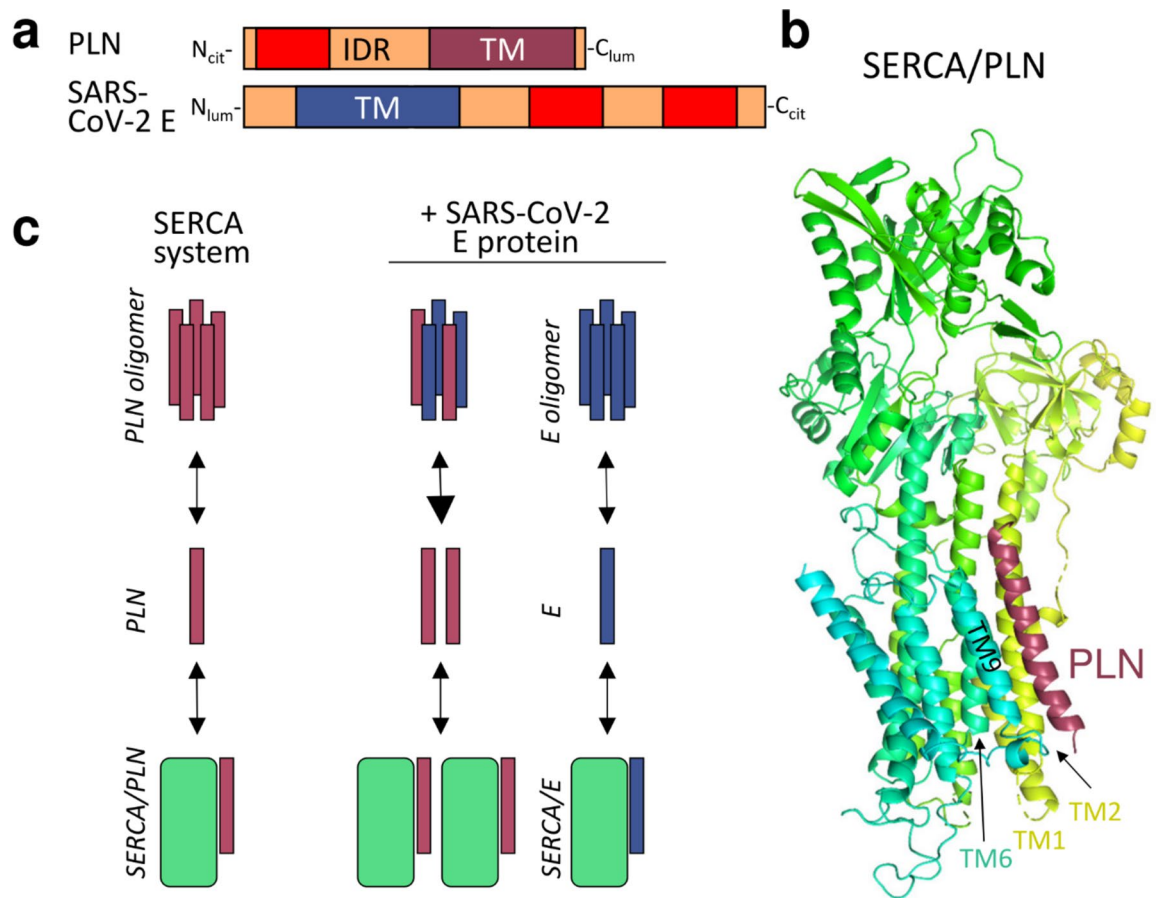 a
PLN
Ncit-
IDR
TM
-Clum
SARS-
CoV-2 E
Nlum-
TM
-Ccit
b
SERCA/PLN
TM9
PLN
TM2
TM1
TM6
c
SERCA
system
+ SARS-CoV-2
E protein
PLN oligomer
E oligomer
PLN
E
SERCA/PLN
SERCA/E